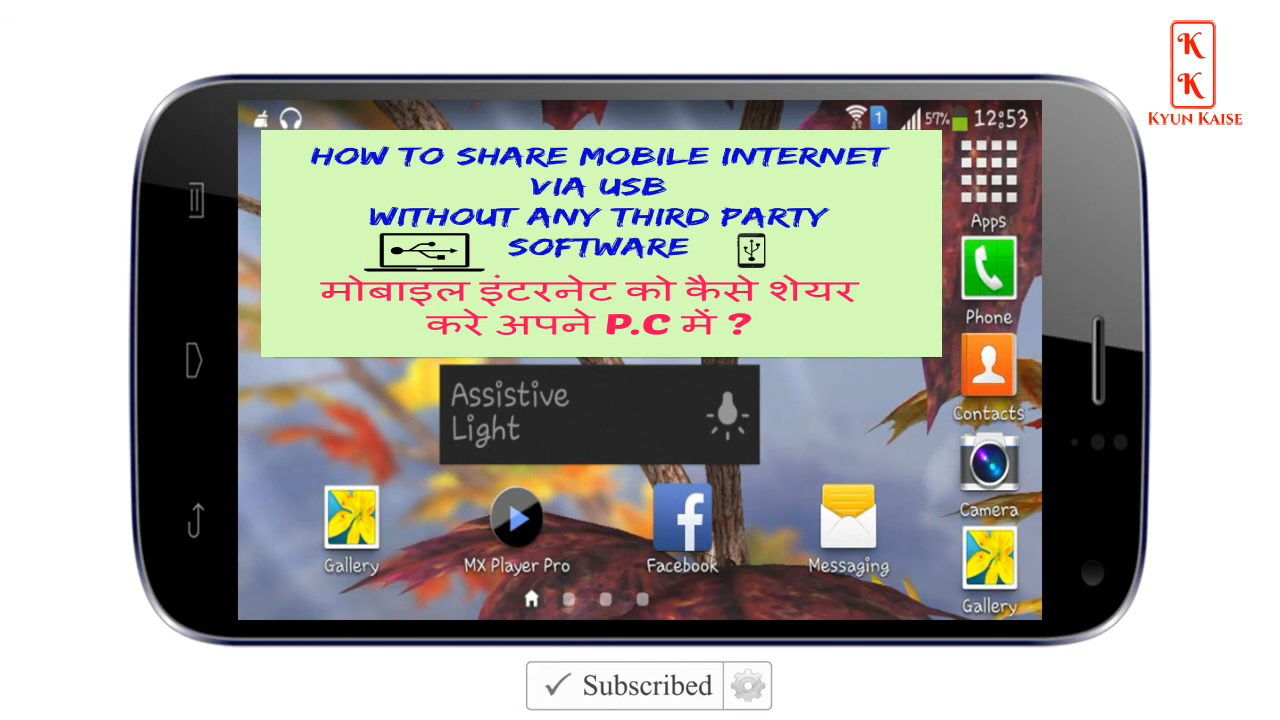 K
K
KYUN KAISE
1
57%
12:53
HOW TO SHARE MOBILE INTERNET
VIA USB
WITHOUT ANY THIRD PARTY
SOFTWARE
मोबाइल इंटरनेट को कैसे शेयर
करे अपने P.C में ?
Apps
Phone
Contacts
Camera
Gallery
Assistive
Light
Gallery
MX Player Pro
Facebook
Messaging
Subscribed